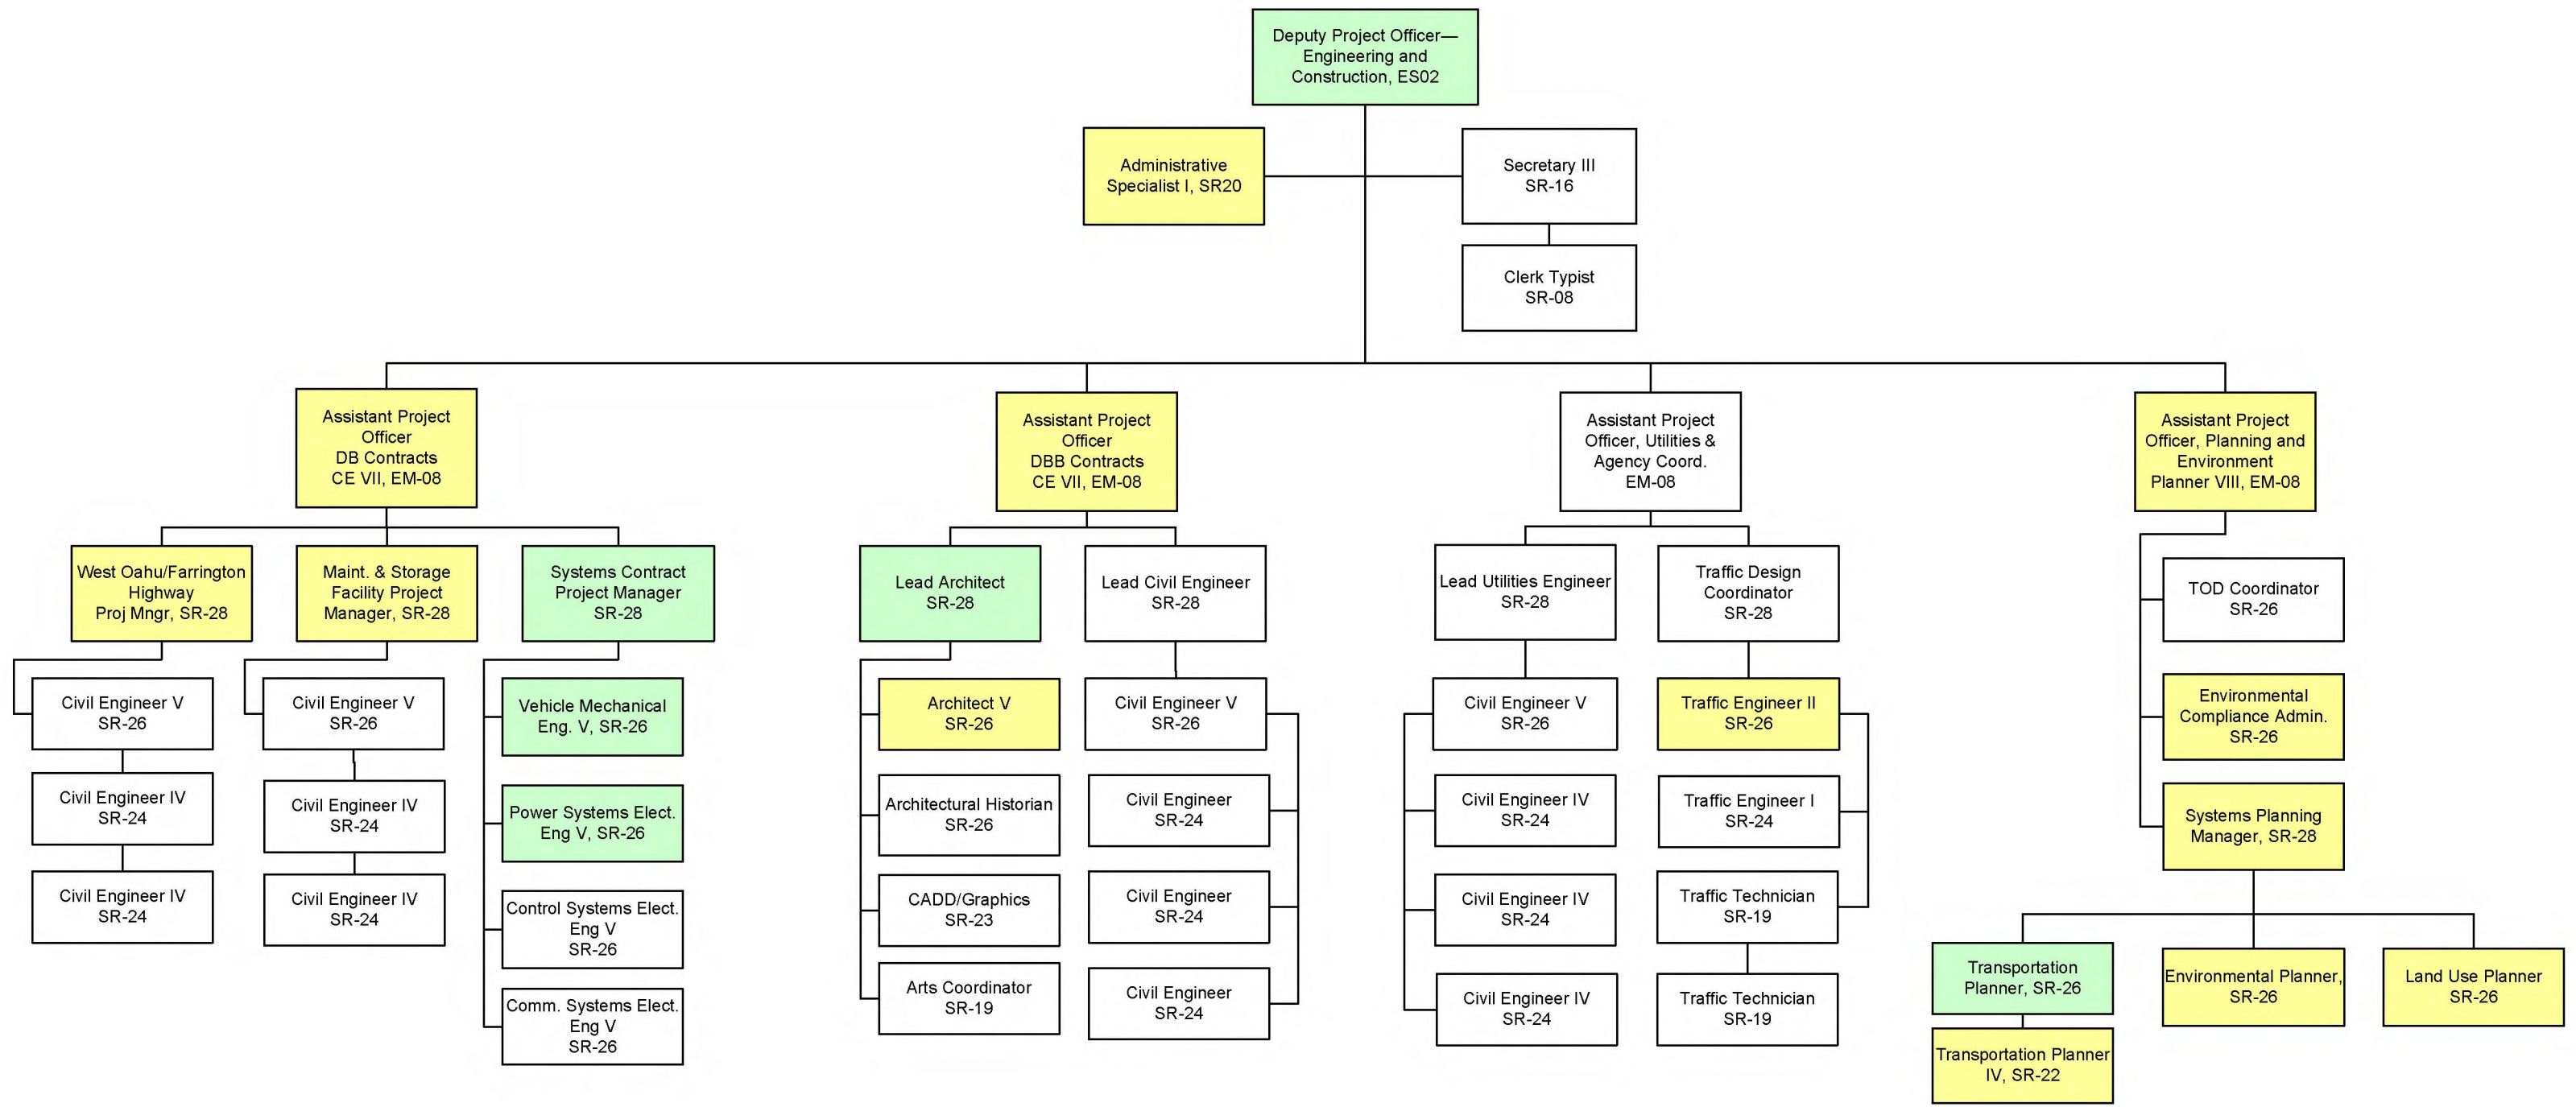 Deputy Project Officer—
Engineering and
Construction, ES02
Administrative
Specialist I, SR20
Secretary III
SR-16
Clerk Typist
SR-08
Assistant Project
Officer
DB Contracts
CE VII, EM-08
Assistant Project
Officer
DBB Contracts
CE VII, EM-08
Assistant Project
Officer, Utilities &
Agency Coord.
EM-08
Assistant Project
Officer, Planning and
Environment
Planner VIII, EM-08
West Oahu/Farrington
Highway
Proj Mngr, SR-28
Maint. & Storage
Facility Project
Manager, SR-28
Systems Contract
Project Manager
SR-28
Lead Architect
SR-28
Lead Civil Engineer
SR-28
Lead Utilities Engineer
SR-28
Traffic Design
Coordinator
SR-28
TOD Coordinator
SR-26
Civil Engineer V
SR-26
Civil Engineer IV
SR-24
Civil Engineer IV
SR-24
Civil Engineer V
SR-26
Civil Engineer IV
SR-24
Civil Engineer IV
SR-24
Vehicle Mechanical
Eng. V, SR-26
Power Systems Elect.
Eng V, SR-26
Control Systems Elect.
Eng V
SR-26
Comm. Systems Elect.
Eng V
SR-26
Architect V
SR-26
Architectural Historian
SR-26
CADD/Graphics
SR-23
Arts Coordinator
SR-19
Civil Engineer V
SR-26
Civil Engineer
SR-24
Civil Engineer
SR-24
Civil Engineer
SR-24
Civil Engineer V
SR-26
Civil Engineer IV
SR-24
Civil Engineer IV
SR-24
Civil Engineer IV
SR-24
Traffic Engineer II
SR-26
Traffic Engineer I
SR-24
Traffic Technician
SR-19
Traffic Technician
SR-19
Environmental
Compliance Admin.
SR-26
Systems Planning
Manager, SR-28
Transportation
Planner, SR-26
Transportation Planner
IV, SR-22
Environmental Planner,
SR-26
Land Use Planner
SR-26